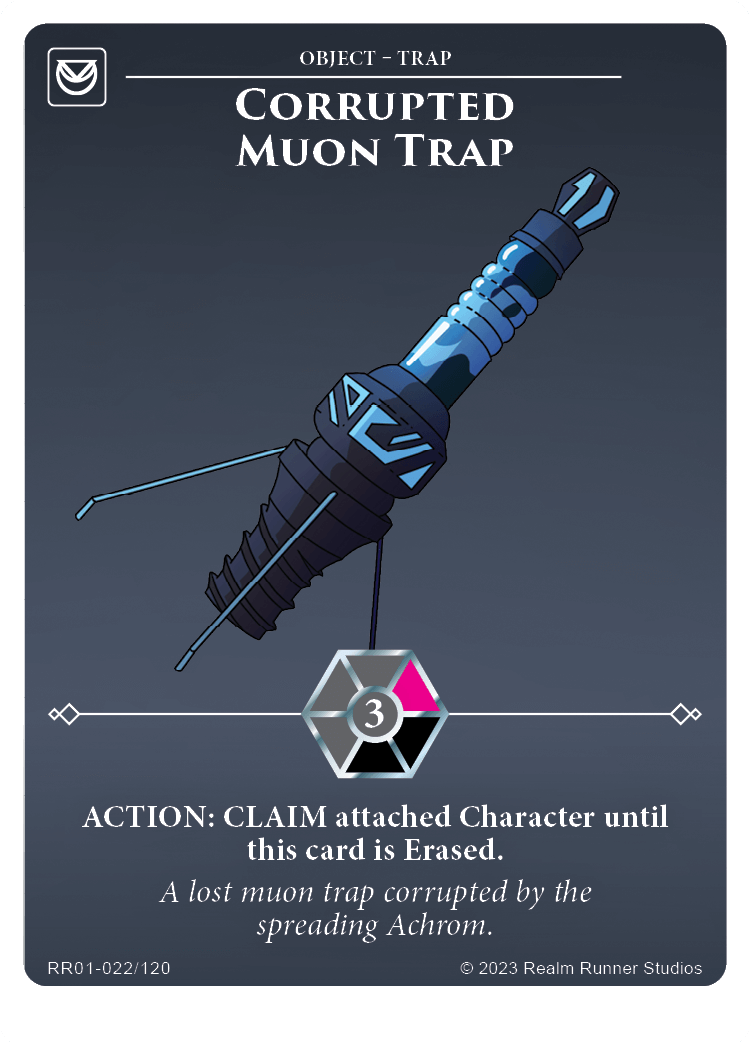 OBJECT – TRAP
CORRUPTED
MUON TRAP
3
ACTION: CLAIM attached Character until
this card is Erased.
A lost muon trap corrupted by the
spreading Achrom.
RR01-022/120
© 2023 Realm Runner Studios